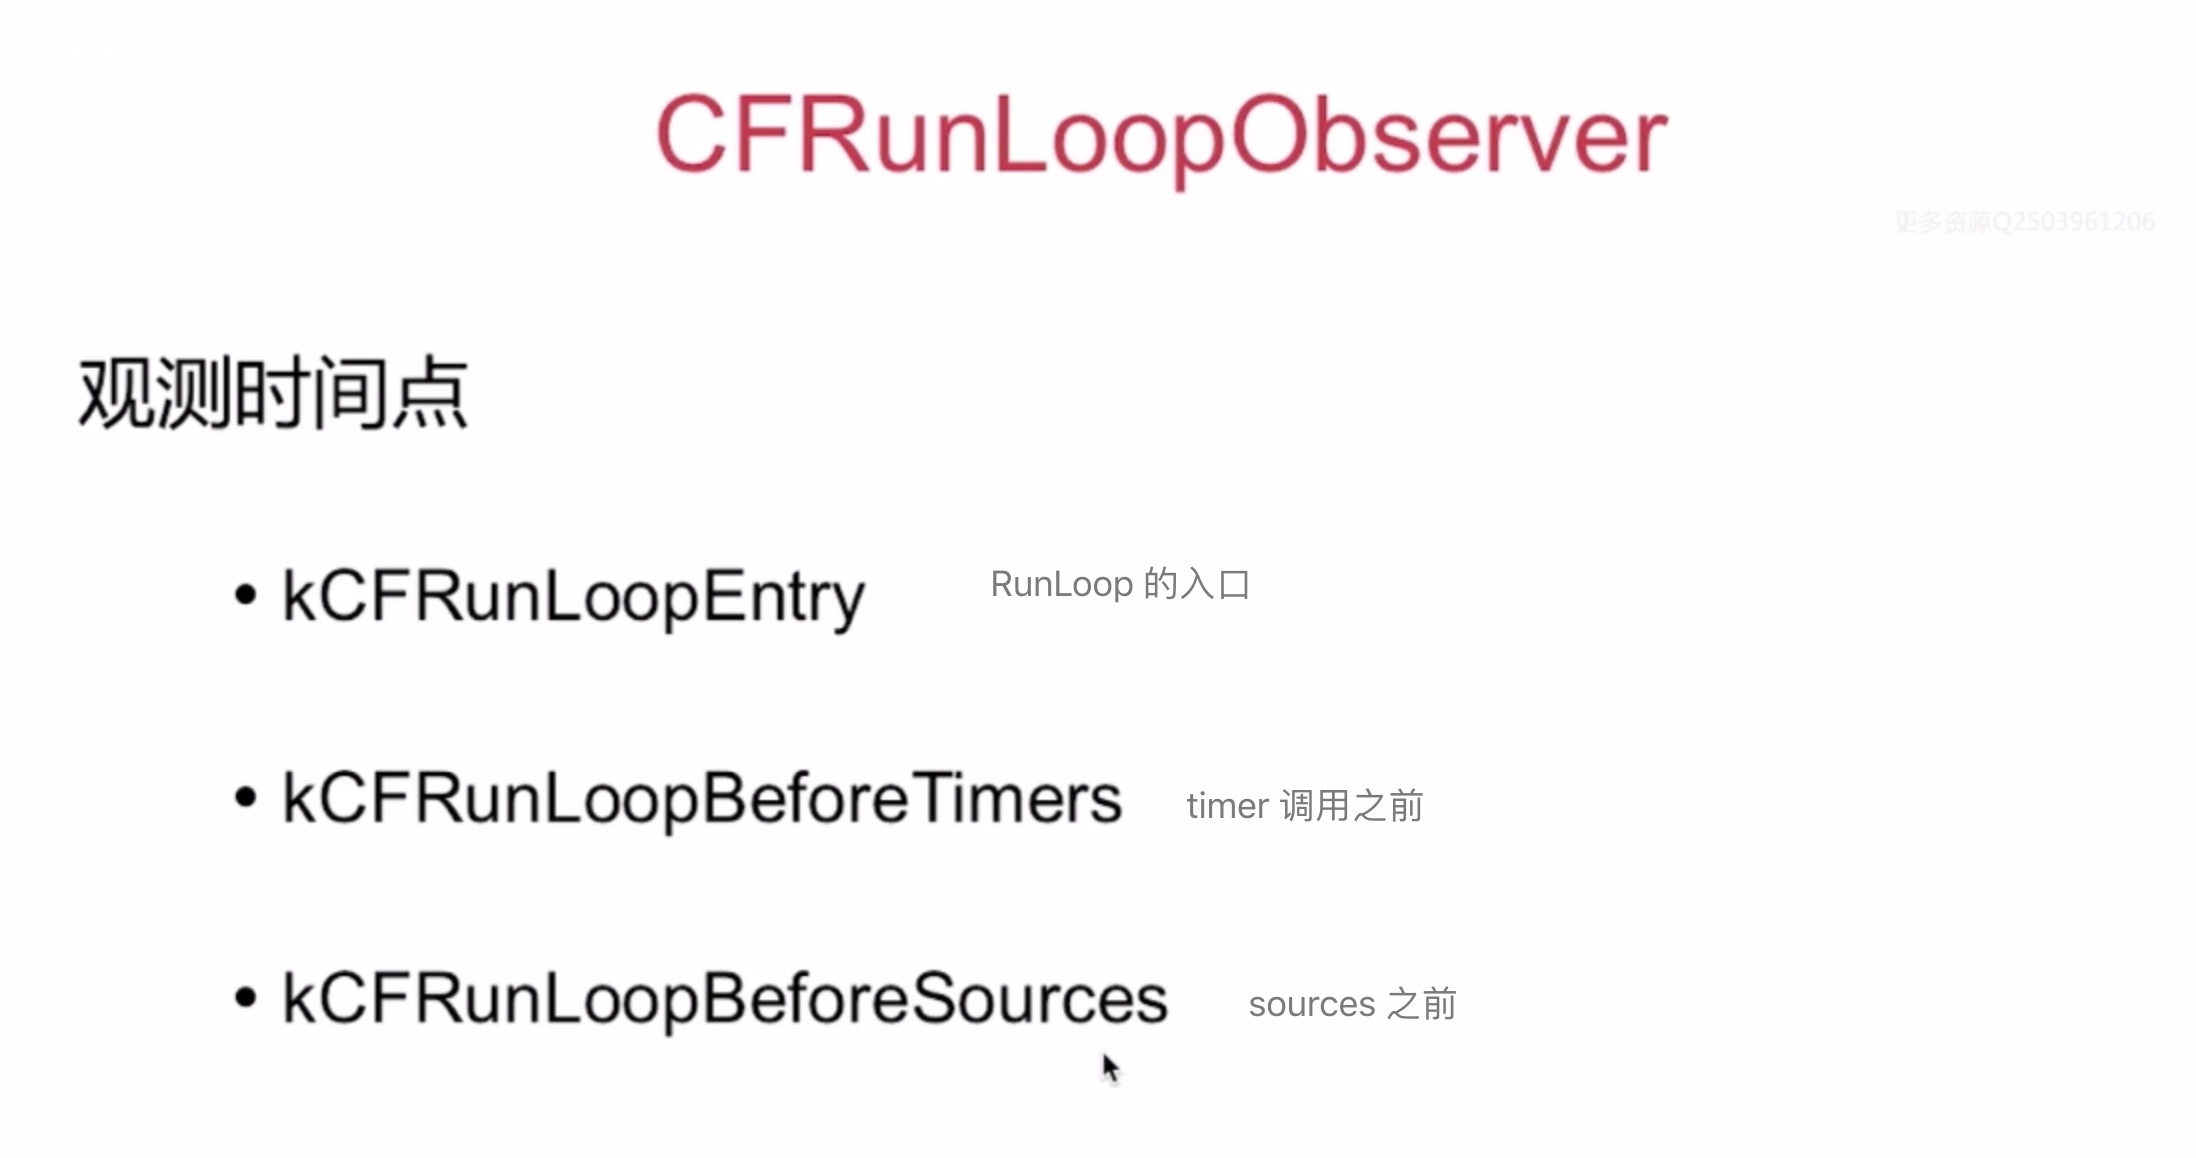 CFRunLoopObserver
更多资源Q2503961206
观测时间点
• kCFRunLoopEntry RunLoop 的入口
• kCFRunLoopBeforeTimers timer 调用之前
• kCFRunLoopBeforeSources sources 之前